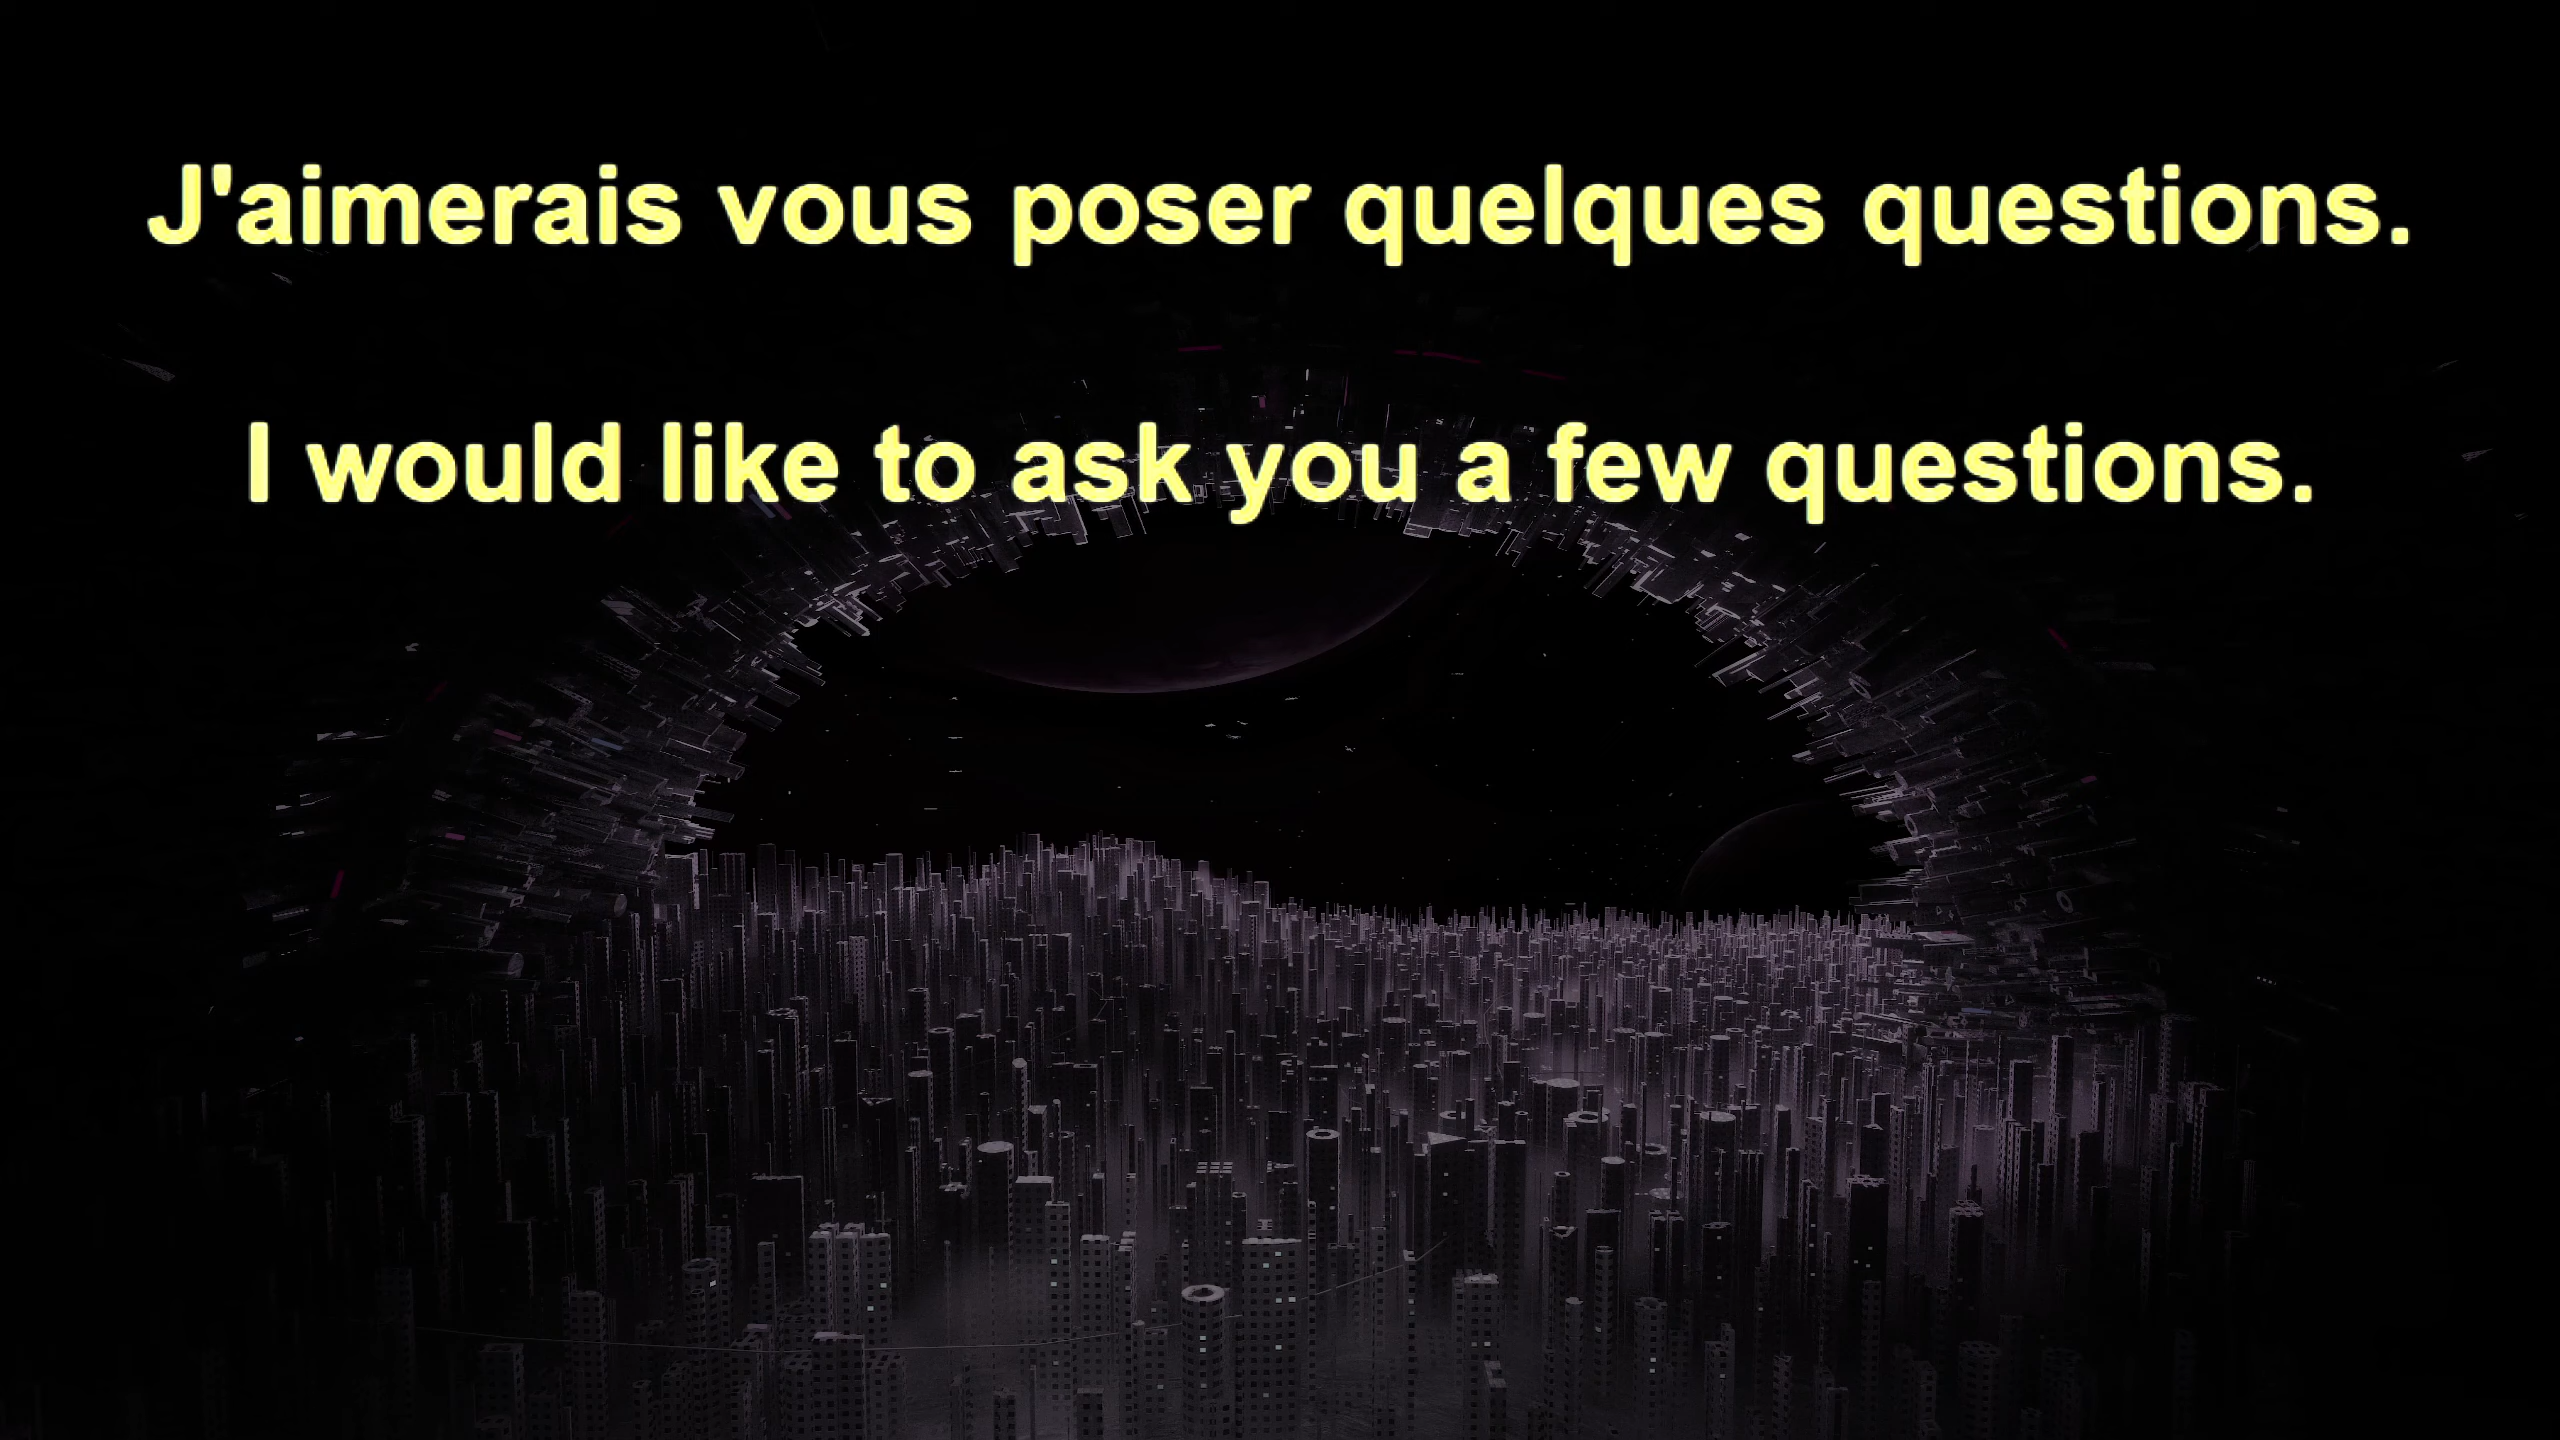 J'aimerais vous poser quelques questions.
I would like to ask you a few questions.